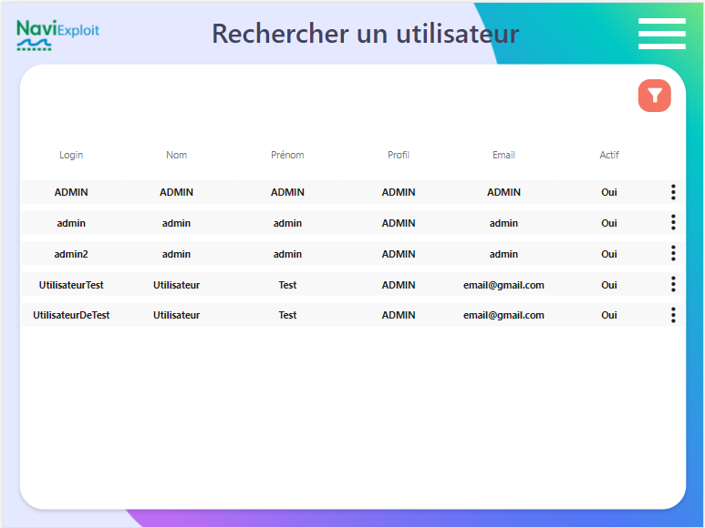 NaviExploit
Rechercher un utilisateur
Login Nom Prénom Profil Email Actif
ADMIN ADMIN ADMIN ADMIN ADMIN Oui
admin admin admin ADMIN admin Oui
admin2 admin admin ADMIN admin Oui
UtilisateurTest Utilisateur Test ADMIN email@gmail.com Oui
UtilisateurDeTest Utilisateur Test ADMIN email@gmail.com Oui